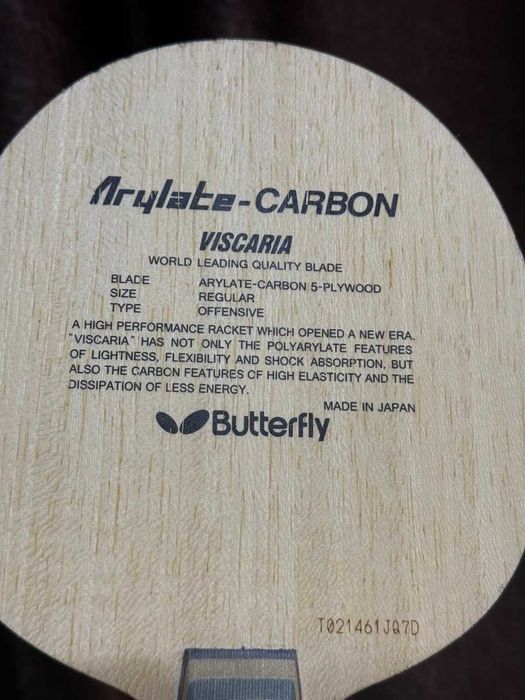 Arylate-CARBON
VISCARIA
WORLD LEADING QUALITY BLADE
BLADE ARYLATE-CARBON 5-PLYWOOD
SIZE REGULAR
TYPE OFFENSIVE
A HIGH PERFORMANCE RACKET WHICH OPENED A NEW ERA.
"VISCARIA" HAS NOT ONLY THE POLYARYLATE FEATURES
OF LIGHTNESS, FLEXIBILITY AND SHOCK ABSORPTION, BUT
ALSO THE CARBON FEATURES OF HIGH ELASTICITY AND THE
DISSIPATION OF LESS ENERGY.
MADE IN JAPAN
Butterfly
T021461JQ7D